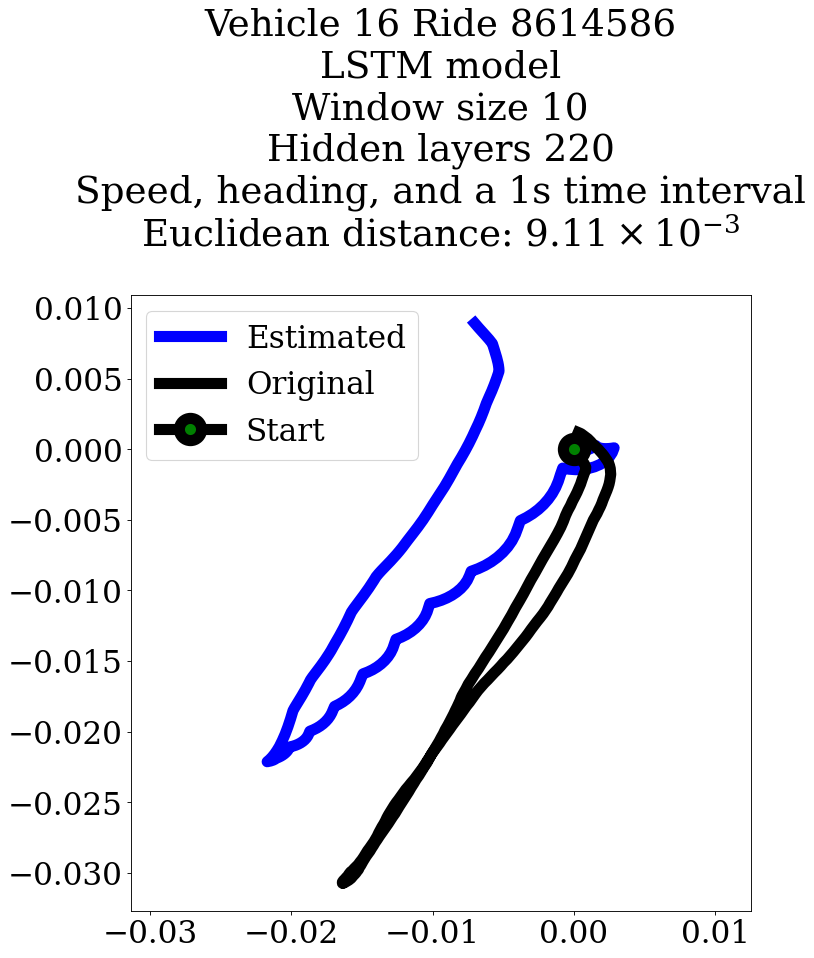 Vehicle 16 Ride 8614586
LSTM model
Window size 10
Hidden layers 220
Speed, heading, and a 1s time interval
Euclidean distance: 9.11 × 10⁻³
0.010
0.005
0.000
−0.005
−0.010
−0.015
−0.020
−0.025
−0.030
Estimated
Original
Start
−0.03 −0.02 −0.01 0.00 0.01